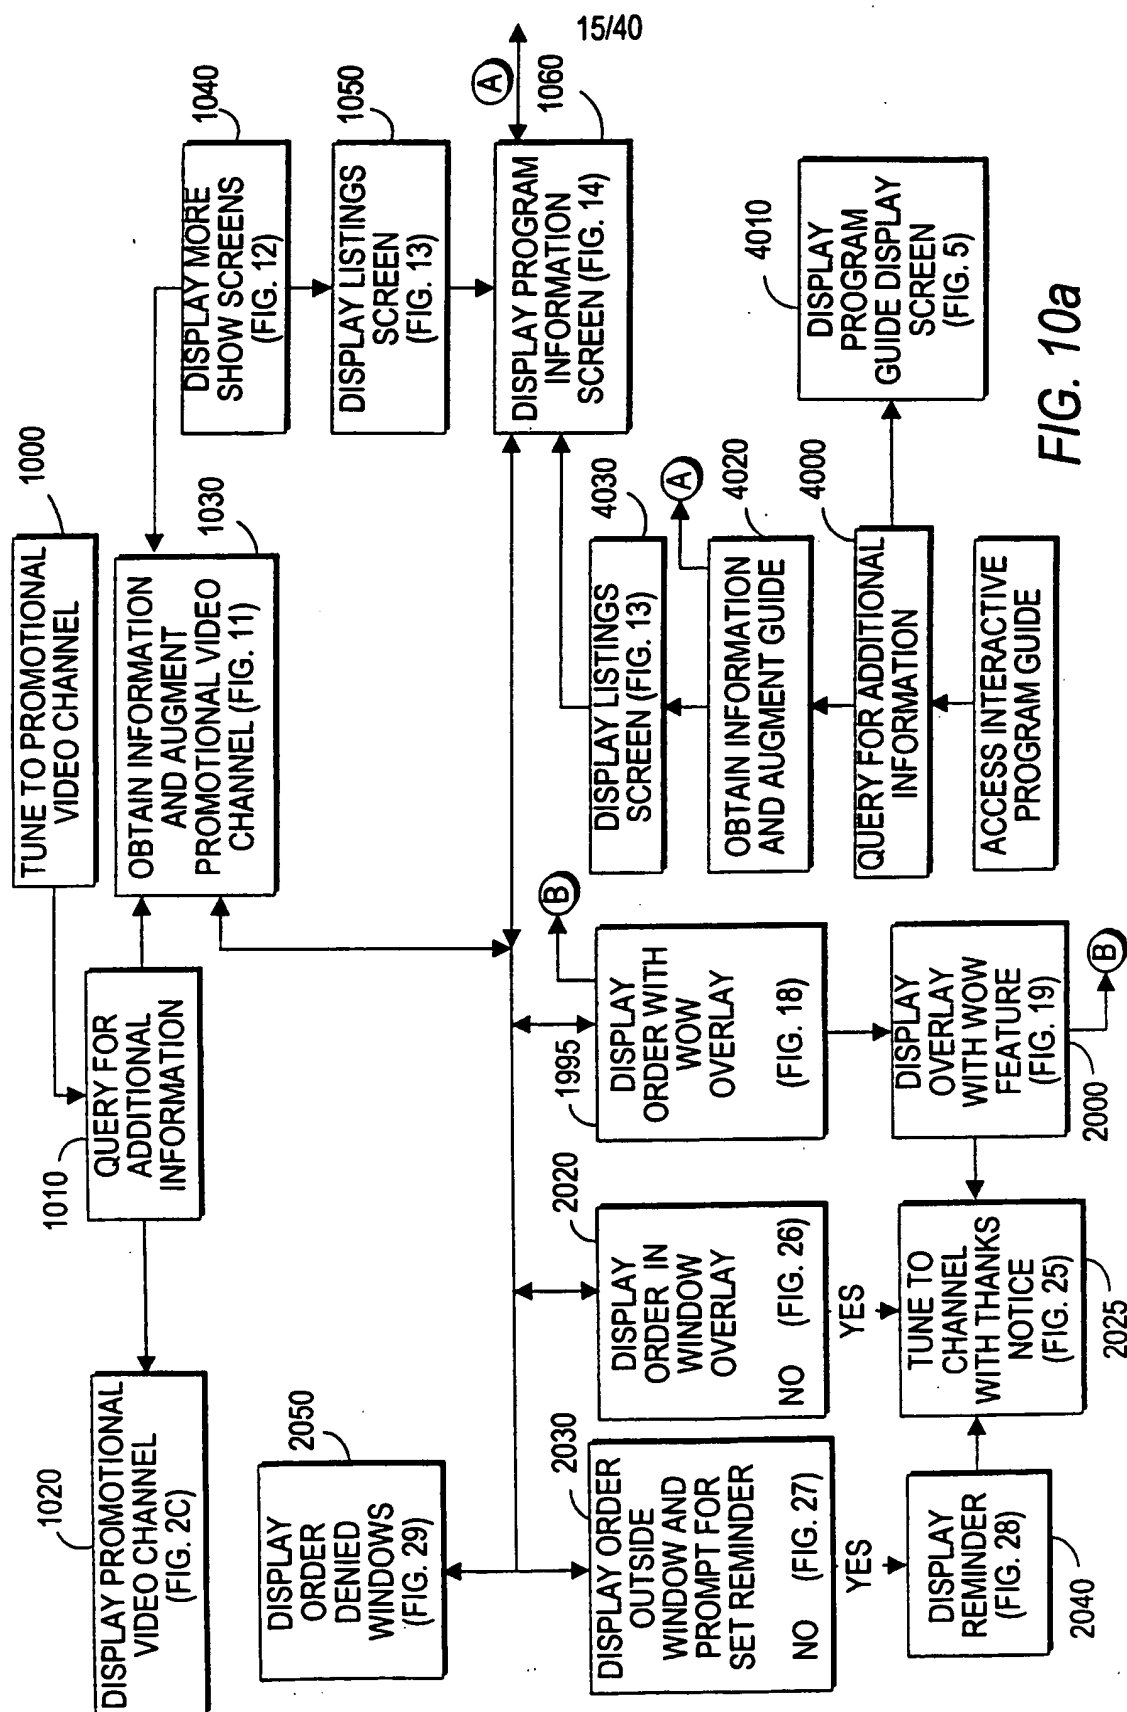 15/40
1000
TUNE TO PROMOTIONAL
VIDEO CHANNEL
1010
QUERY FOR
ADDITIONAL
INFORMATION
1020
DISPLAY PROMOTIONAL
VIDEO CHANNEL
(FIG. 2C)
1030
OBTAIN INFORMATION
AND AUGMENT
PROMOTIONAL VIDEO
CHANNEL (FIG. 11)
1040
DISPLAY MORE
SHOW SCREENS
(FIG. 12)
1050
DISPLAY LISTINGS
SCREEN
(FIG. 13)
A
1060
DISPLAY PROGRAM
INFORMATION
SCREEN (FIG. 14)
2050
DISPLAY
ORDER
DENIED
WINDOWS
(FIG. 29)
2030
DISPLAY ORDER
OUTSIDE
WINDOW AND
PROMPT FOR
SET REMINDER
NO (FIG. 27)
YES
DISPLAY
REMINDER
(FIG. 28)
2040
2020
DISPLAY
ORDER IN
WINDOW
OVERLAY
NO (FIG. 26)
YES
TUNE TO
CHANNEL
WITH THANKS
NOTICE
(FIG. 25)
2025
1995
DISPLAY
ORDER WITH
WOW
OVERLAY
(FIG. 18)
B
DISPLAY
OVERLAY
WITH WOW
FEATURE
(FIG. 19)
2000
B
4030
DISPLAY LISTINGS
SCREEN (FIG. 13)
A
4020
OBTAIN INFORMATION
AND AUGMENT GUIDE
4000
QUERY FOR ADDITIONAL
INFORMATION
ACCESS INTERACTIVE
PROGRAM GUIDE
4010
DISPLAY
PROGRAM
GUIDE DISPLAY
SCREEN
(FIG. 5)
FIG. 10a